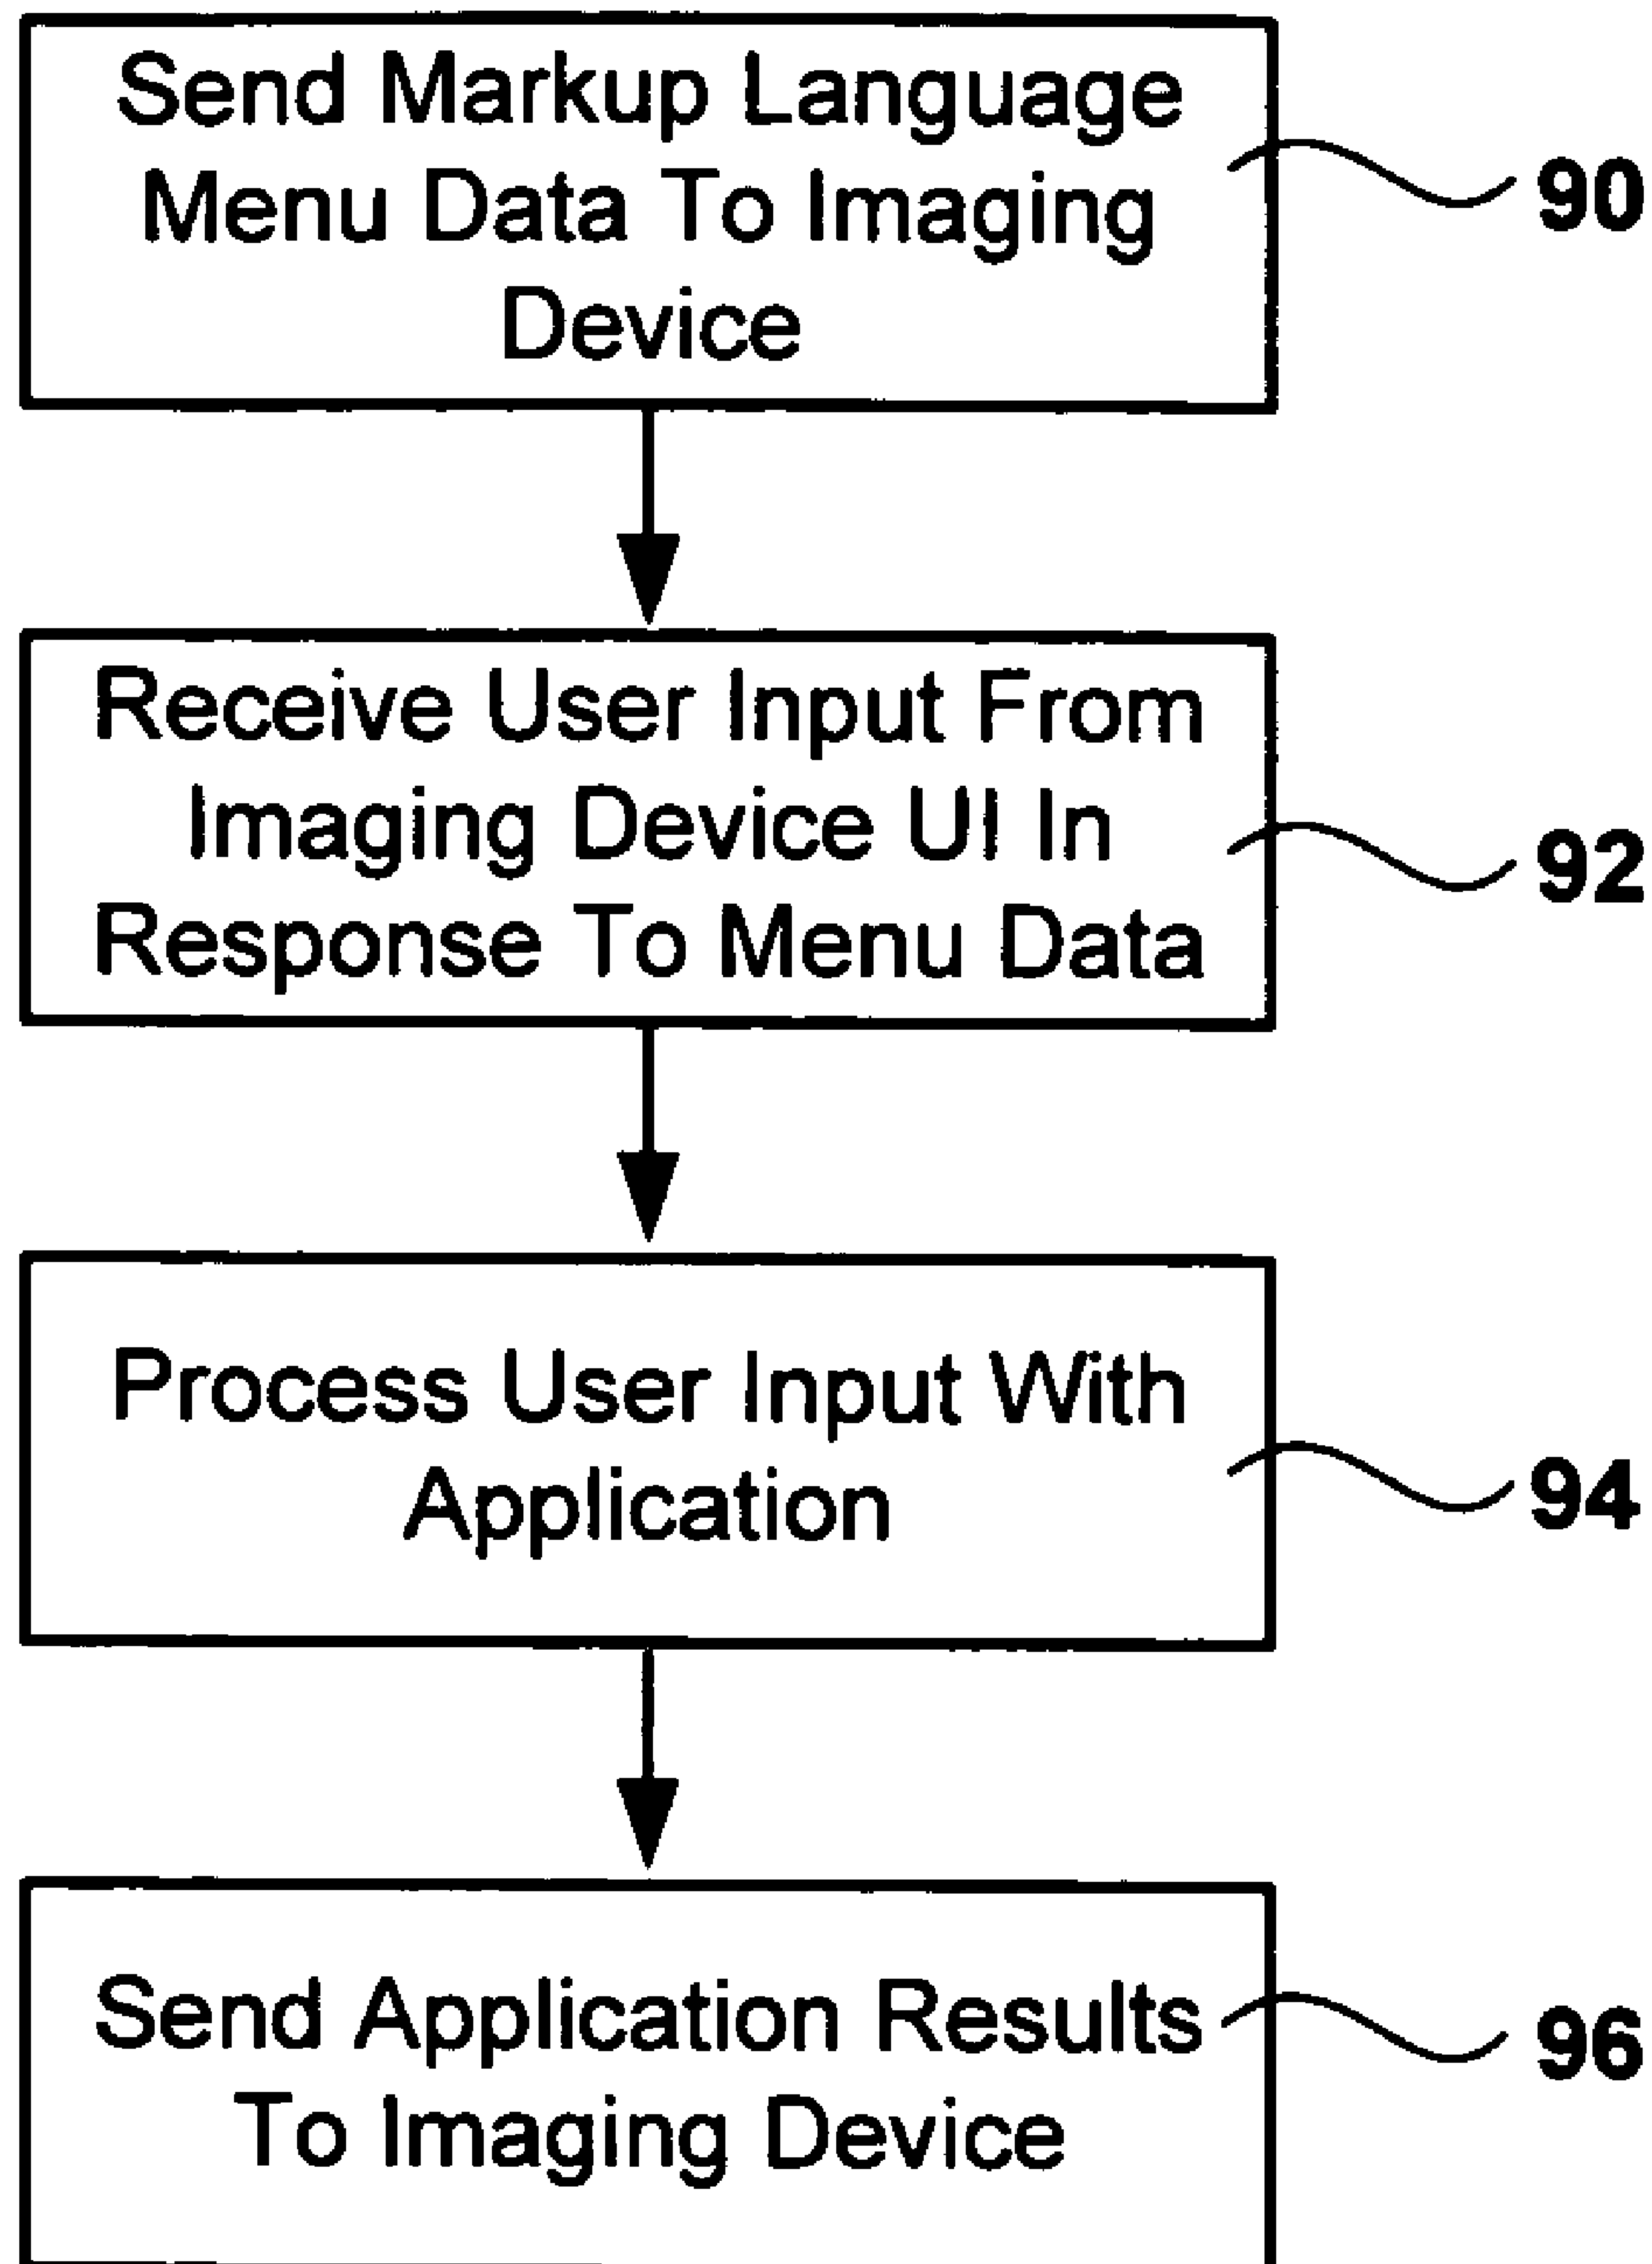 Send Markup Language
Menu Data To Imaging
Device
90
Receive User Input From
Imaging Device UI In
Response To Menu Data
92
Process User Input With
Application
94
Send Application Results
To Imaging Device
96